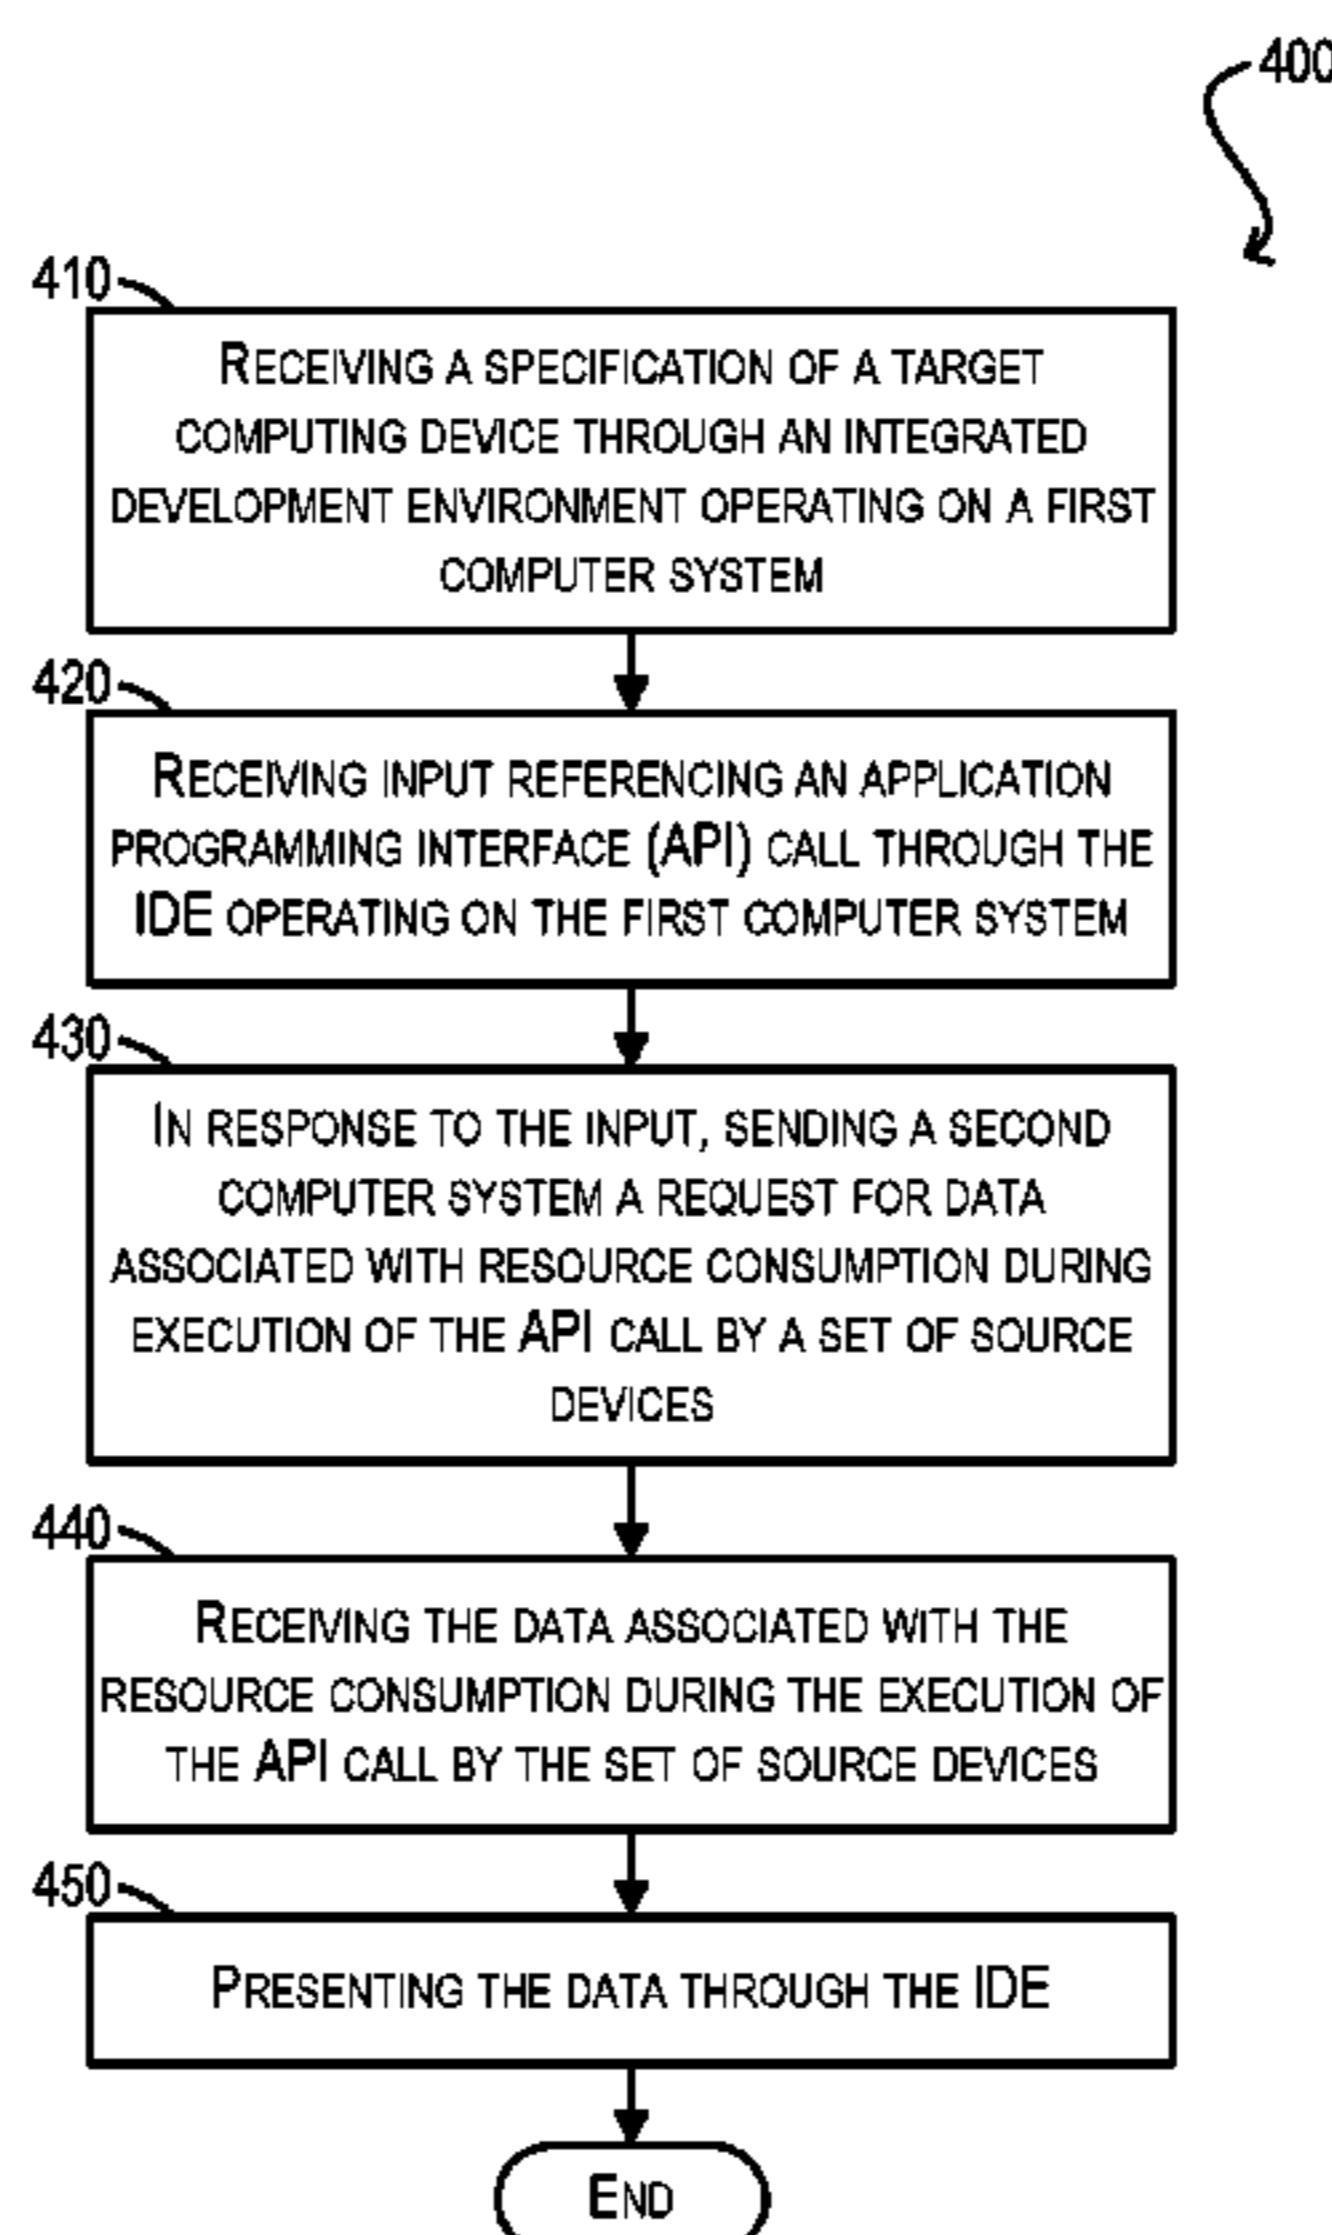 400
410
RECEIVING A SPECIFICATION OF A TARGET
COMPUTING DEVICE THROUGH AN INTEGRATED
DEVELOPMENT ENVIRONMENT OPERATING ON A FIRST
COMPUTER SYSTEM
420
RECEIVING INPUT REFERENCING AN APPLICATION
PROGRAMMING INTERFACE (API) CALL THROUGH THE
IDE OPERATING ON THE FIRST COMPUTER SYSTEM
430
IN RESPONSE TO THE INPUT, SENDING A SECOND
COMPUTER SYSTEM A REQUEST FOR DATA
ASSOCIATED WITH RESOURCE CONSUMPTION DURING
EXECUTION OF THE API CALL BY A SET OF SOURCE
DEVICES
440
RECEIVING THE DATA ASSOCIATED WITH THE
RESOURCE CONSUMPTION DURING THE EXECUTION OF
THE API CALL BY THE SET OF SOURCE DEVICES
450
PRESENTING THE DATA THROUGH THE IDE
END